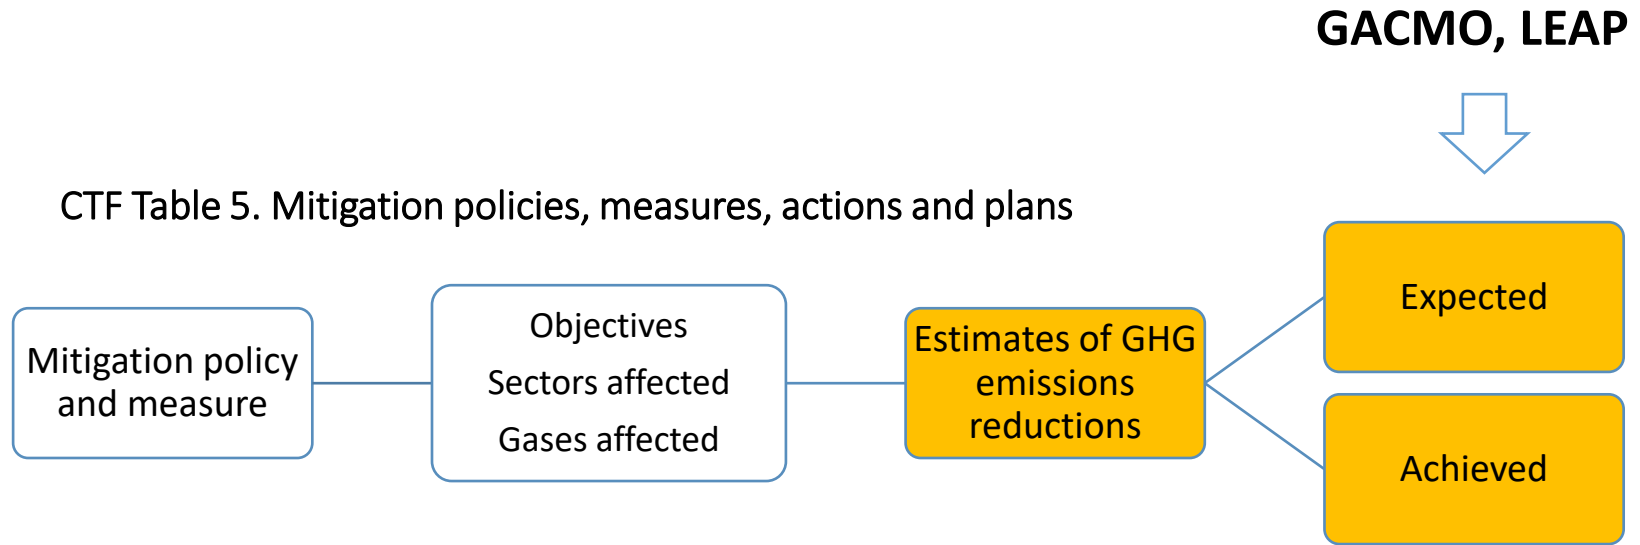 GACMO, LEAP
CTF Table 5. Mitigation policies, measures, actions and plans
Mitigation policy
and measure
Objectives
Sectors affected
Gases affected
Estimates of GHG
emissions
reductions
Expected
Achieved